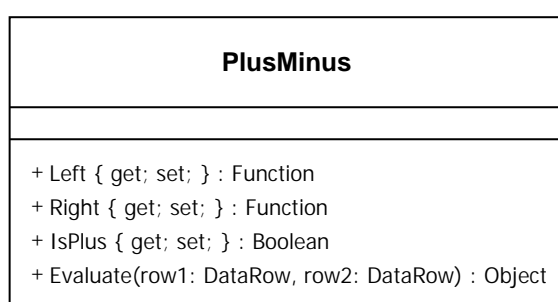 PlusMinus
+ Left { get; set; } : Function
+ Right { get; set; } : Function
+ IsPlus { get; set; } : Boolean
+ Evaluate(row1: DataRow, row2: DataRow) : Object